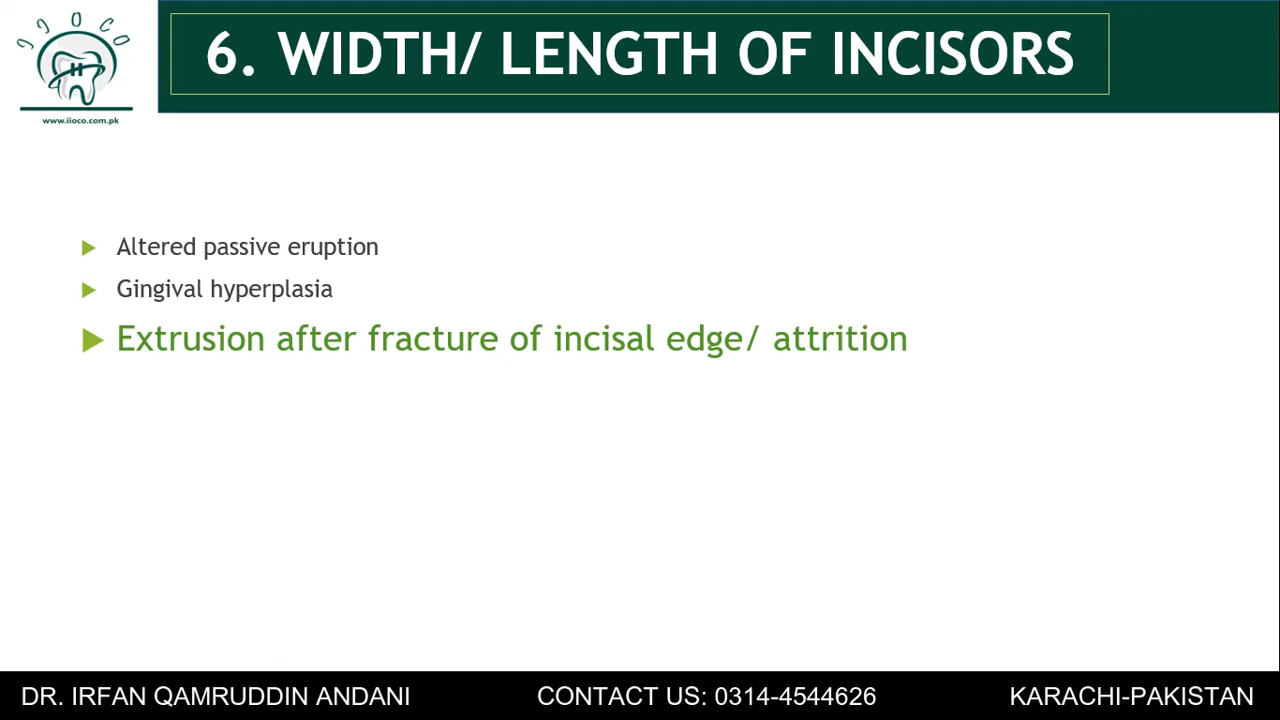 IIOCO
www.iioco.com.pk
6. WIDTH/ LENGTH OF INCISORS
Altered passive eruption
Gingival hyperplasia
Extrusion after fracture of incisal edge/ attrition
DR. IRFAN QAMRUDDIN ANDANI
CONTACT US: 0314-4544626
KARACHI-PAKISTAN